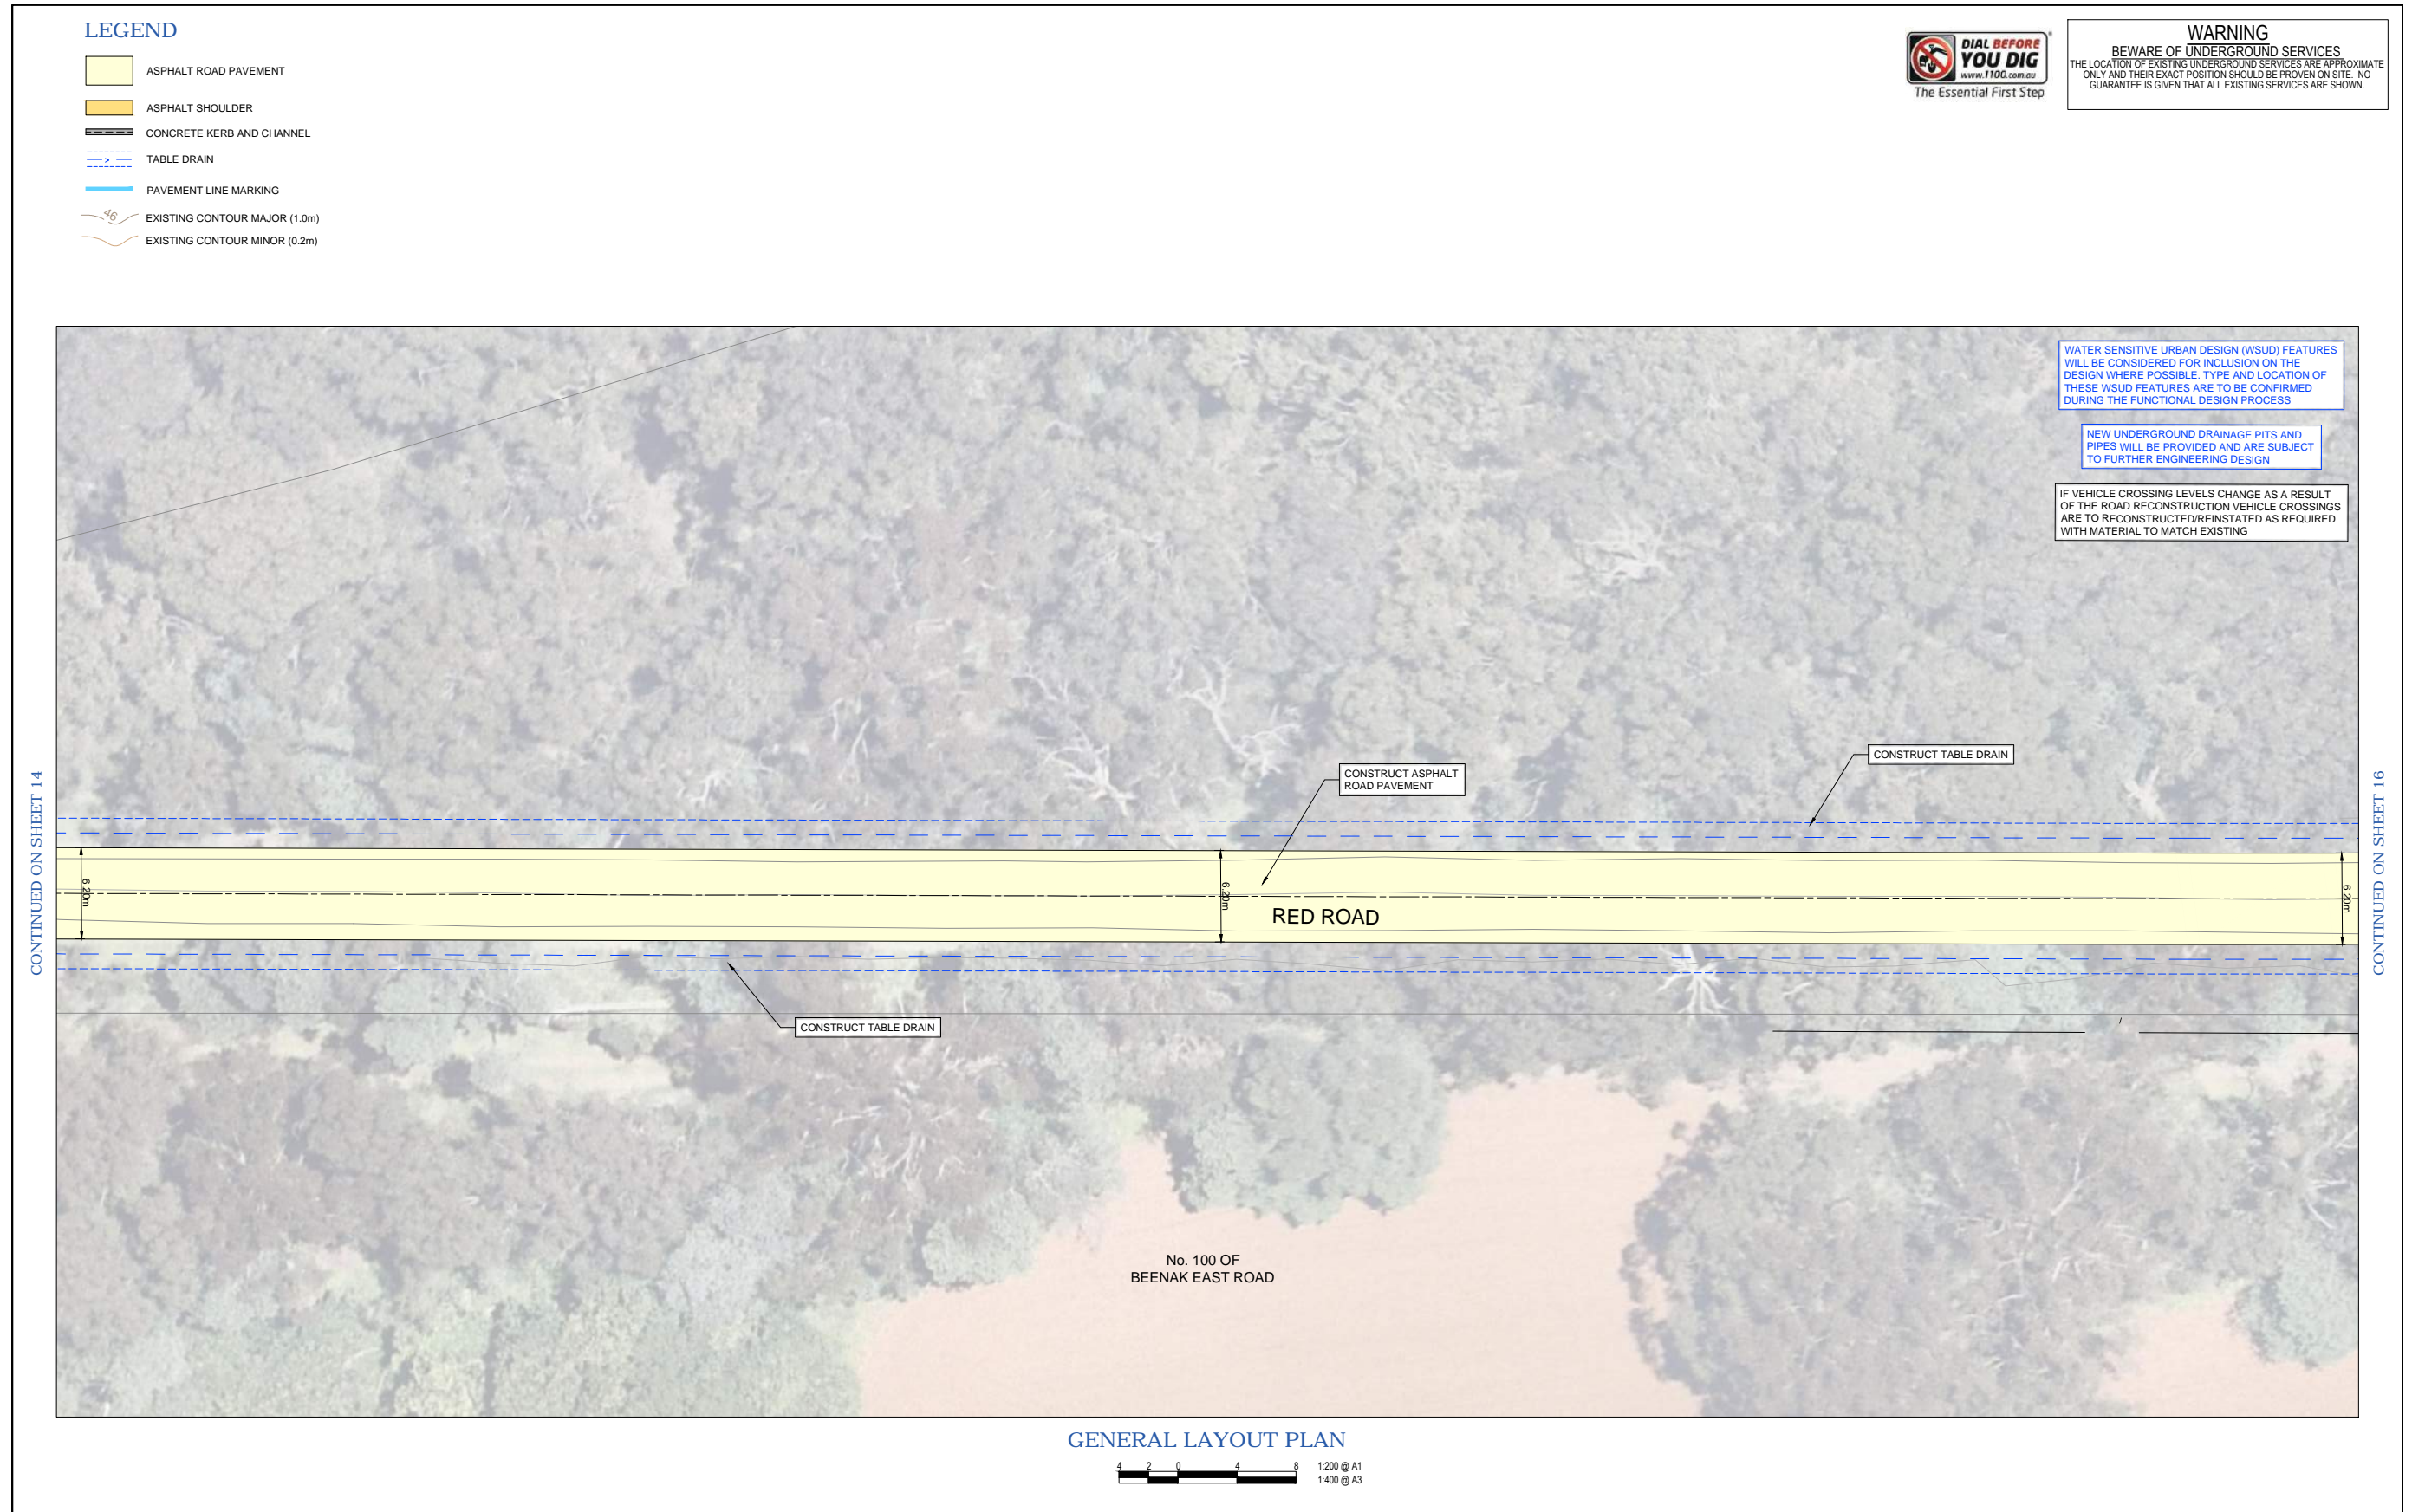 LEGEND
ASPHALT ROAD PAVEMENT
ASPHALT SHOULDER
CONCRETE KERB AND CHANNEL
TABLE DRAIN
PAVEMENT LINE MARKING
46
EXISTING CONTOUR MAJOR (1.0m)
EXISTING CONTOUR MINOR (0.2m)
DIAL BEFORE
YOU DIG
www.1100.com.au
The Essential First Step
WARNING
BEWARE OF UNDERGROUND SERVICES
THE LOCATION OF EXISTING UNDERGROUND SERVICES ARE APPROXIMATE
ONLY AND THEIR EXACT POSITION SHOULD BE PROVEN ON SITE. NO
GUARANTEE IS GIVEN THAT ALL EXISTING SERVICES ARE SHOWN.
WATER SENSITIVE URBAN DESIGN (WSUD) FEATURES
WILL BE CONSIDERED FOR INCLUSION ON THE
DESIGN WHERE POSSIBLE. TYPE AND LOCATION OF
THESE WSUD FEATURES ARE TO BE CONFIRMED
DURING THE FUNCTIONAL DESIGN PROCESS
NEW UNDERGROUND DRAINAGE PITS AND
PIPES WILL BE PROVIDED AND ARE SUBJECT
TO FURTHER ENGINEERING DESIGN
IF VEHICLE CROSSING LEVELS CHANGE AS A RESULT
OF THE ROAD RECONSTRUCTION VEHICLE CROSSINGS
ARE TO RECONSTRUCTED/REINSTATED AS REQUIRED
WITH MATERIAL TO MATCH EXISTING
CONTINUED ON SHEET 14
CONSTRUCT TABLE DRAIN
CONSTRUCT ASPHALT
ROAD PAVEMENT
6.20m
6.20m
6.20m
RED ROAD
CONTINUED ON SHEET 16
CONSTRUCT TABLE DRAIN
No. 100 OF
BEENAK EAST ROAD
GENERAL LAYOUT PLAN
4 2 0 4 8 1:200 @ A1
1:400 @ A3